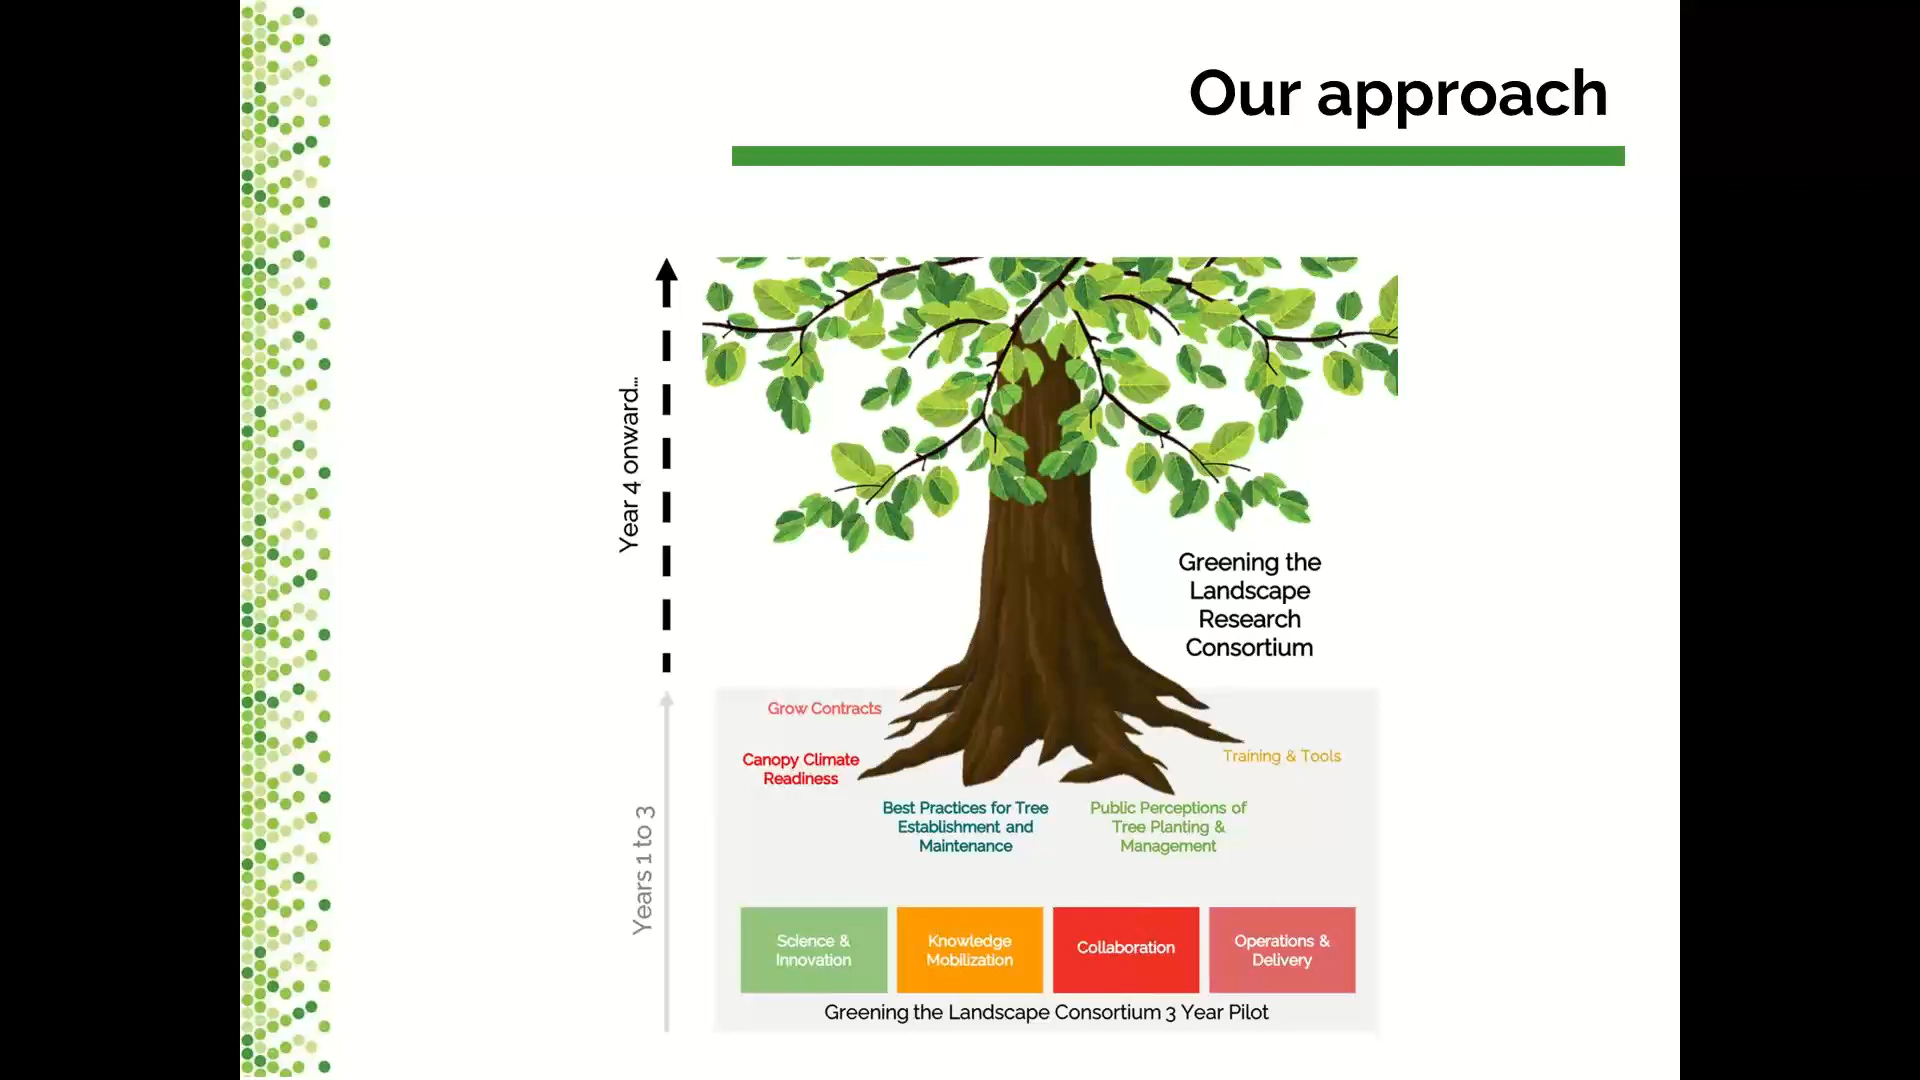 Our approach
Year 4 onward...
Greening the
Landscape
Research
Consortium
Grow Contracts
Canopy Climate
Readiness
Training & Tools
Best Practices for Tree
Establishment and
Maintenance
Public Perceptions of
Tree Planting &
Management
Years 1 to 3
Science &
Innovation
Knowledge
Mobilization
Collaboration
Operations &
Delivery
Greening the Landscape Consortium 3 Year Pilot